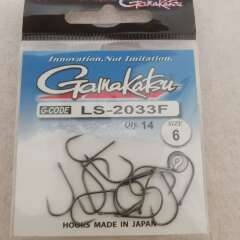 Gamakatsu
Innovation, Not Imitation.
Gamakatsu
G-CODE LS-2033F
QTY. 14
SIZE 6
HOOKS MADE IN JAPAN